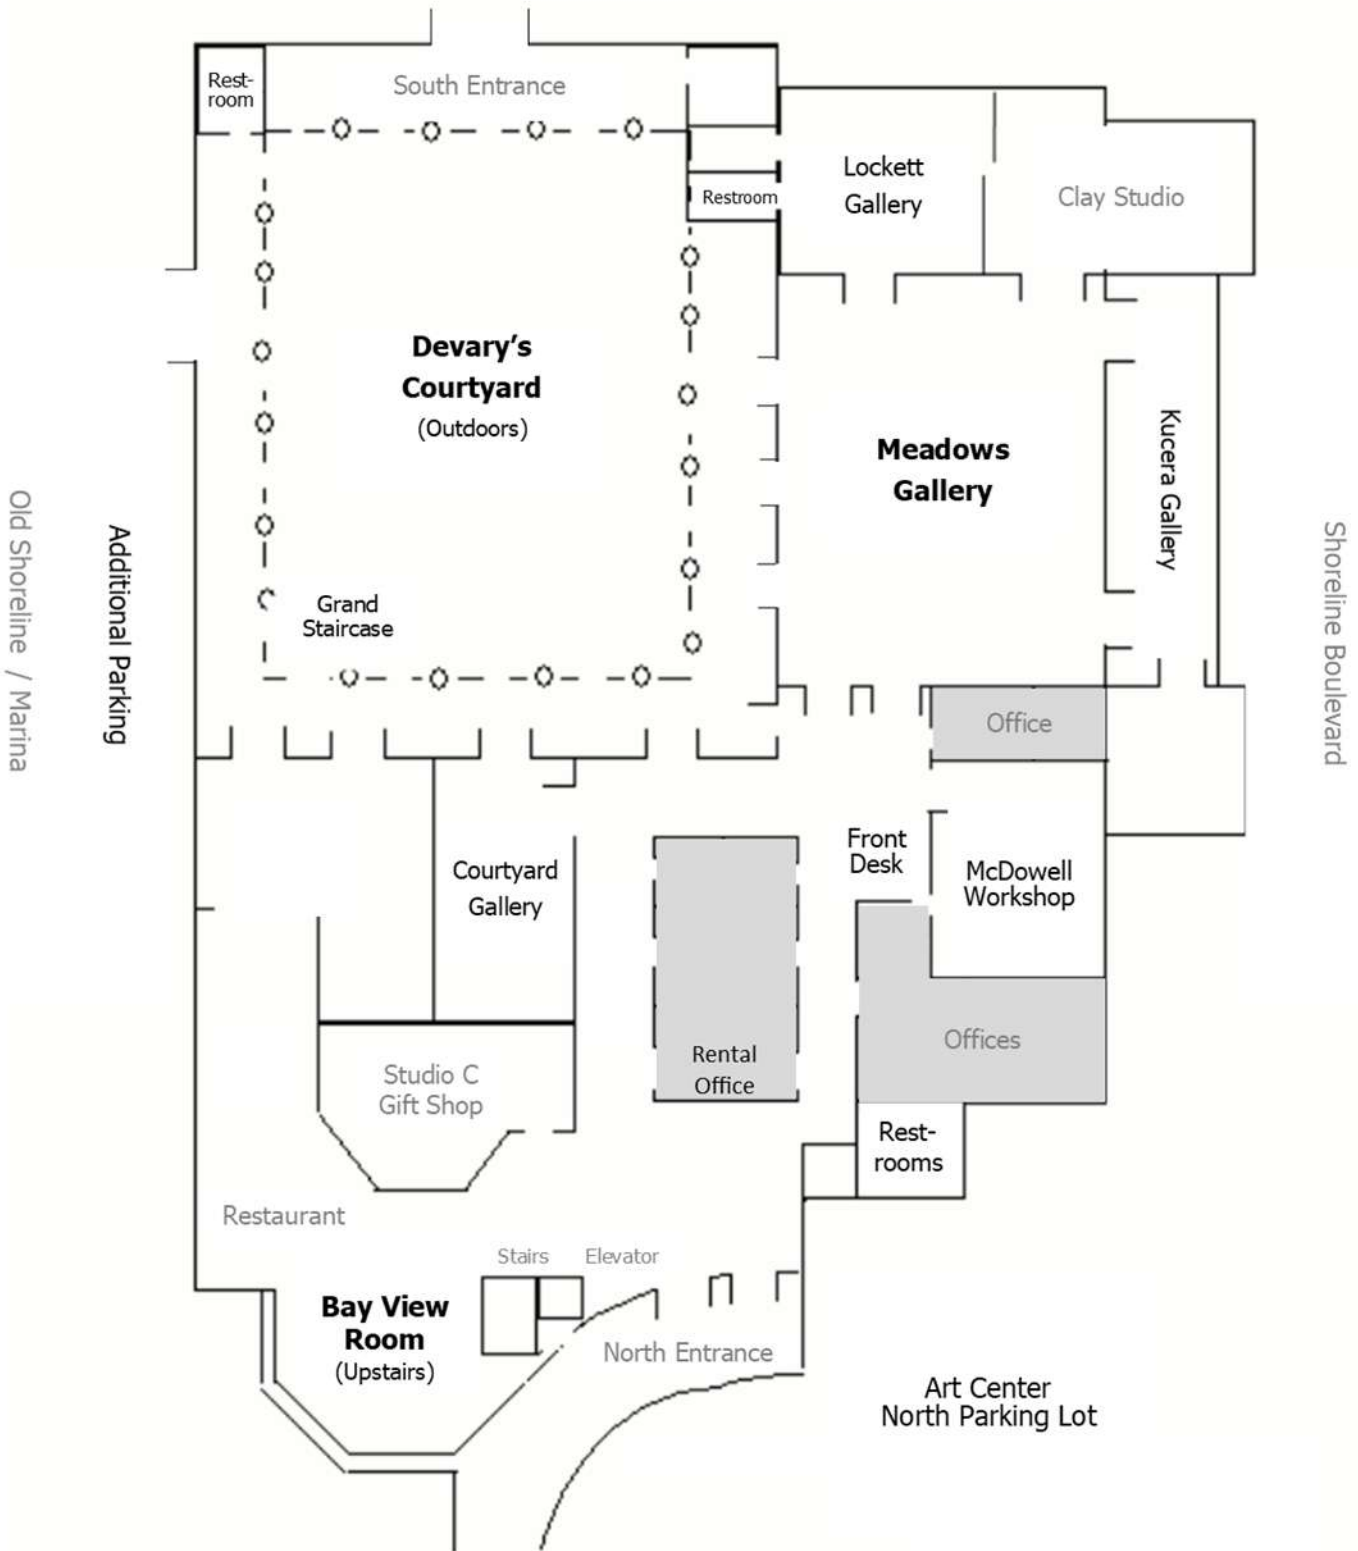 Rest-
room
South Entrance
Lockett
Gallery
Clay Studio
Restroom
Devary's
Courtyard
(Outdoors)
Meadows
Gallery
Kucera Gallery
Shoreline Boulevard
Old Shoreline / Marina
Additional Parking
Grand
Staircase
Office
Front
Desk
McDowell
Workshop
Courtyard
Gallery
Rental
Office
Offices
Studio C
Gift Shop
Rest-
rooms
Restaurant
Stairs
Elevator
Bay View
Room
(Upstairs)
North Entrance
Art Center
North Parking Lot